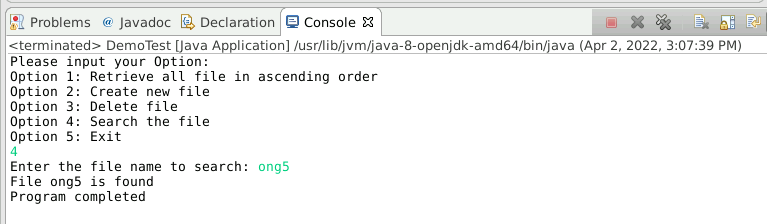 Problems @ Javadoc Declaration Console
<terminated> DemoTest [Java Application] /usr/lib/jvm/java-8-openjdk-amd64/bin/java (Apr 2, 2022, 3:07:39 PM)
Please input your Option:
Option 1: Retrieve all file in ascending order
Option 2: Create new file
Option 3: Delete file
Option 4: Search the file
Option 5: Exit
4
Enter the file name to search: ong5
File ong5 is found
Program completed